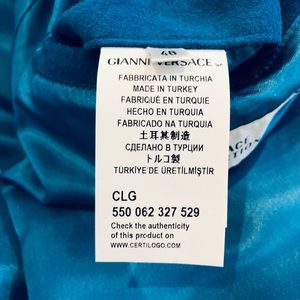 46
GIANNI VERSACE
FABBRICATA IN TURCHIA
MADE IN TURKEY
FABRIQUÉ EN TURQUIE
HECHO EN TURQUIA
FABRICADO NA TURQUIA
土耳其制造
СДЕЛАНО В ТУРЦИИ
トルコ製
TÜRKİYE DE ÜRETİLMİŞTİR
CLG
550 062 327 529
Check the authenticity
of this product on
WWW.CERTILOGO.COM